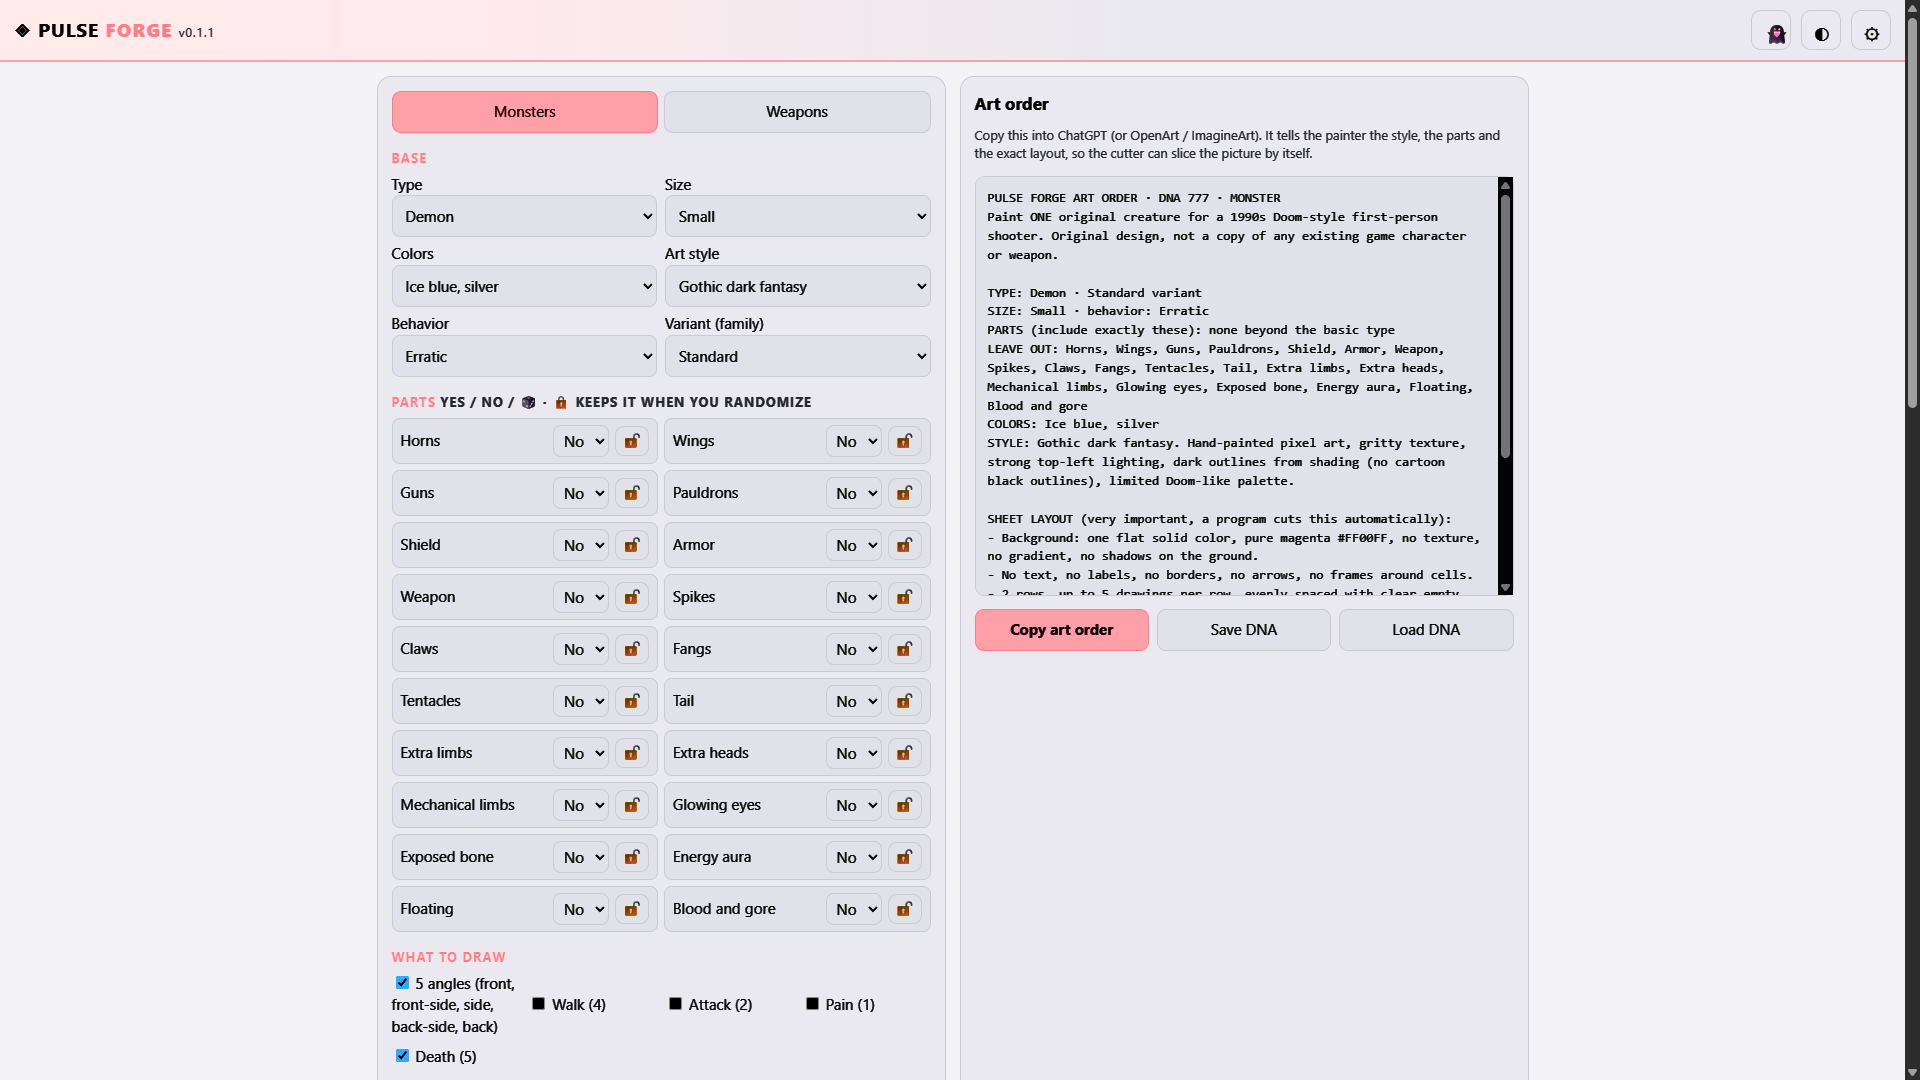 PULSE FORGE v0.1.1
Monsters
Weapons
BASE
Type
Size
Demon
Small
Colors
Art style
Ice blue, silver
Gothic dark fantasy
Behavior
Variant (family)
Erratic
Standard
PARTS YES / NO / · KEEPS IT WHEN YOU RANDOMIZE
Horns No
Wings No
Guns No
Pauldrons No
Shield No
Armor No
Weapon No
Spikes No
Claws No
Fangs No
Tentacles No
Tail No
Extra limbs No
Extra heads No
Mechanical limbs No
Glowing eyes No
Exposed bone No
Energy aura No
Floating No
Blood and gore No
WHAT TO DRAW
5 angles (front,
front-side, side,
back-side, back)
Walk (4)
Attack (2)
Pain (1)
Death (5)
Art order
Copy this into ChatGPT (or OpenArt / ImagineArt). It tells the painter the style, the parts and
the exact layout, so the cutter can slice the picture by itself.
PULSE FORGE ART ORDER · DNA 777 · MONSTER
Paint ONE original creature for a 1990s Doom-style first-person
shooter. Original design, not a copy of any existing game character
or weapon.
TYPE: Demon · Standard variant
SIZE: Small · behavior: Erratic
PARTS (include exactly these): none beyond the basic type
LEAVE OUT: Horns, Wings, Guns, Pauldrons, Shield, Armor, Weapon,
Spikes, Claws, Fangs, Tentacles, Tail, Extra limbs, Extra heads,
Mechanical limbs, Glowing eyes, Exposed bone, Energy aura, Floating,
Blood and gore
COLORS: Ice blue, silver
STYLE: Gothic dark fantasy. Hand-painted pixel art, gritty texture,
strong top-left lighting, dark outlines from shading (no cartoon
black outlines), limited Doom-like palette.
SHEET LAYOUT (very important, a program cuts this automatically):
- Background: one flat solid color, pure magenta #FF00FF, no texture,
no gradient, no shadows on the ground.
- No text, no labels, no borders, no arrows, no frames around cells.
- 2 rows, up to 5 drawings per row, evenly spaced with clear empty
Copy art order
Save DNA
Load DNA